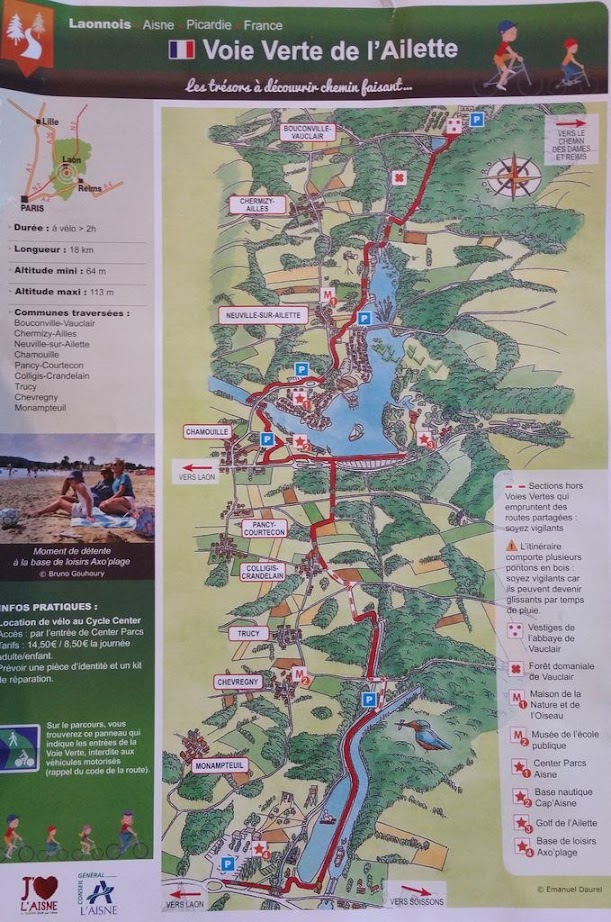 Laonnois - Aisne - Picardie - France
Voie Verte de l'Ailette
Les trésors à découvrir chemin faisant...
Lille
N 2
Laon
Reims
PARIS
Durée : à vélo > 2h
Longueur : 18 km
Altitude mini : 64 m
Altitude maxi : 113 m
Communes traversées :
Bouconville-Vauclair
Chermizy-Ailles
Neuville-sur-Ailette
Chamouille
Pancy-Courtecon
Colligis-Crandelain
Trucy
Chevregny
Monampteuil
Moment de détente
à la base de loisirs Axo'plage
© Bruno Gouhoury
INFOS PRATIQUES :
Location de vélo au Cycle Center
Accès : par l'entrée de Center Parcs
Tarifs : 14,50€ / 8,50€ la journée
adulte/enfant.
Prévoir une pièce d'identité et un kit
de réparation.
Sur le parcours, vous
trouverez ce panneau qui
indique les entrées de la
Voie Verte, interdite aux
véhicules motorisés
(rappel du code de la route).
J'♥
L'AISNE
CONSEIL
GÉNÉRAL
L'AISNE
BOUCONVILLE-
VAUCLAIR
P
VERS LE
CHEMIN
DES DAMES
ET REIMS
CHERMIZY-
AILLES
M
1
NEUVILLE-SUR-AILETTE
P
P
1
CHAMOUILLE
P
2
3
VERS LAON
PANCY-
COURTECON
COLLIGIS-
CRANDELAIN
TRUCY
CHEVREGNY
M
2
P
MONAMPTEUIL
P
4
VERS LAON
VERS SOISSONS
Sections hors
Voies Vertes qui
empruntent des
routes partagées :
soyez vigilants
L'itinéraire
comporte plusieurs
pontons en bois :
soyez vigilants car
ils peuvent devenir
glissants par temps
de pluie.
Vestiges de
l'abbaye de
Vauclair
Forêt domaniale
de Vauclair
M
1
Maison de la
Nature et de
l'Oiseau
M
2
Musée de l'école
publique
1
Center Parcs
Aisne
2
Base nautique
Cap'Aisne
3
Golf de l'Ailette
4
Base de loisirs
Axo'plage
© Emanuel Daurel